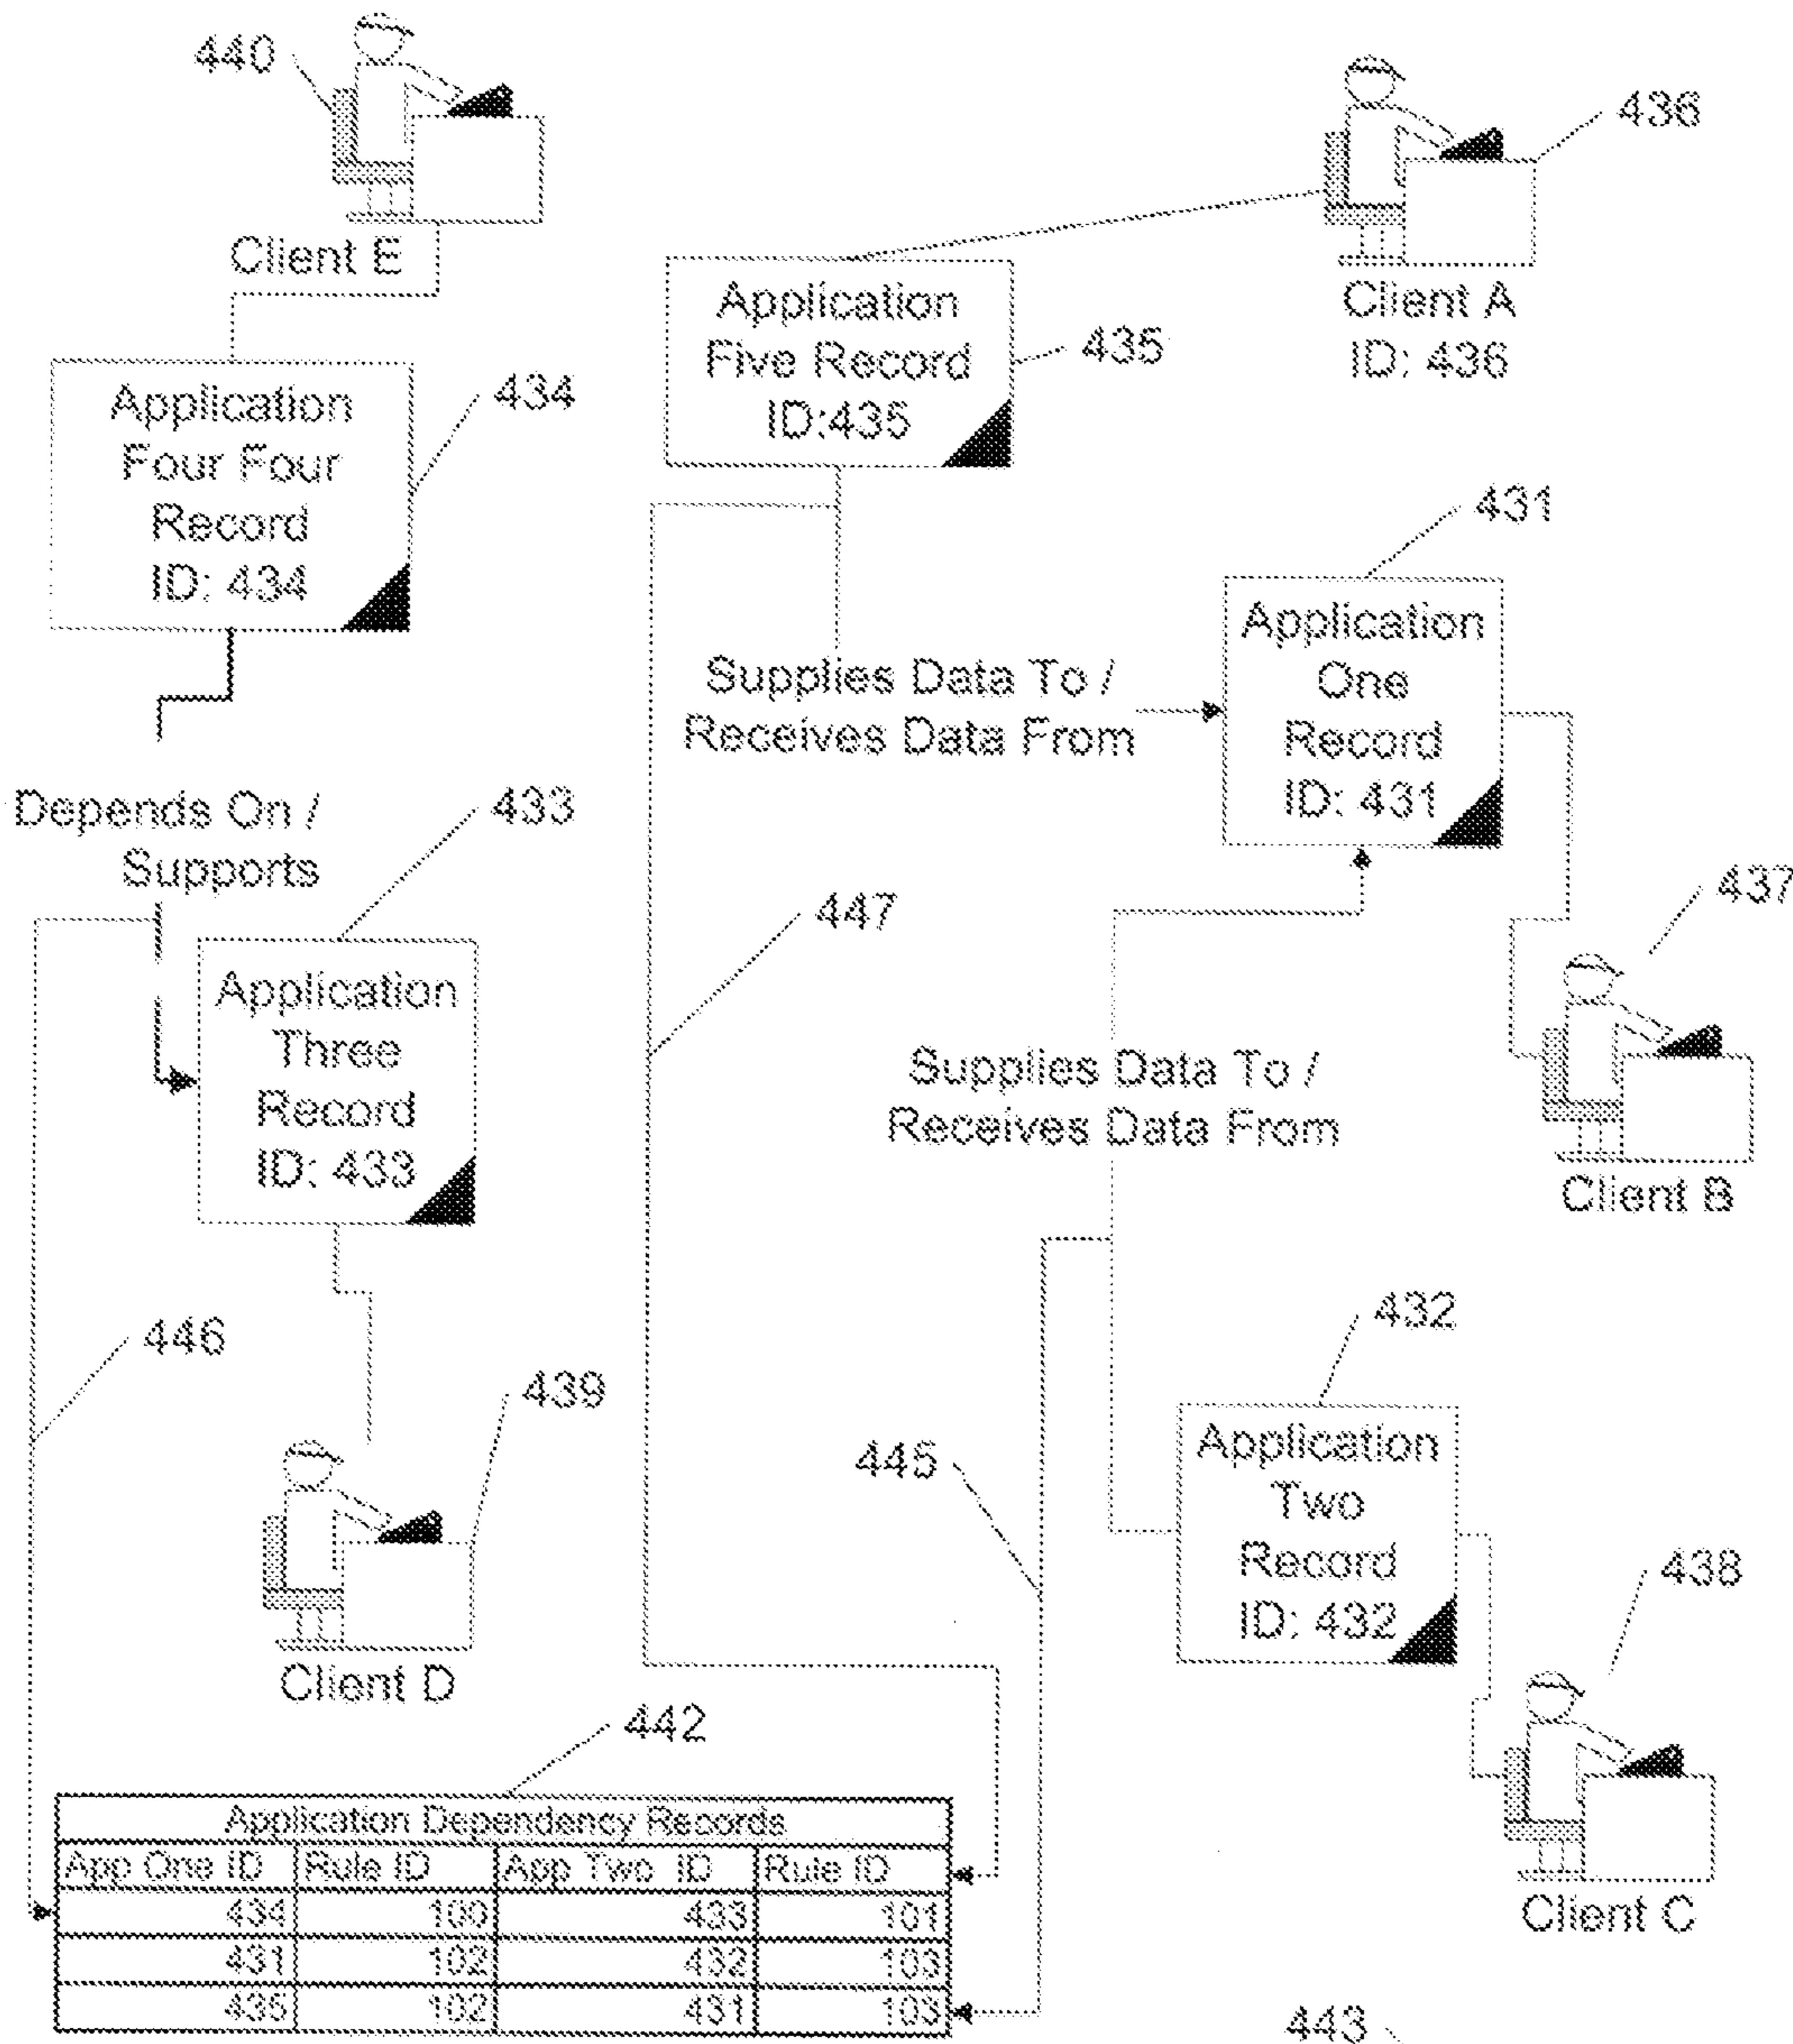 440
436
Client E
Client A
ID: 436
Application
Five Record
ID:435
435
Application
Four Four
Record
ID: 434
434
431
Application
One
Record
ID: 431
Supplies Data To /
Receives Data From
Depends On /
Supports
433
447
437
Application
Three
Record
ID: 433
Supplies Data To /
Receives Data From
Client B
446
432
439
445
Application
Two
Record
ID: 432
438
Client D
442
Client C
Application Dependency Records
App One ID Rule ID App Two ID Rule ID
434 100 433 101
431 102 432 103
435 102 431 103
443